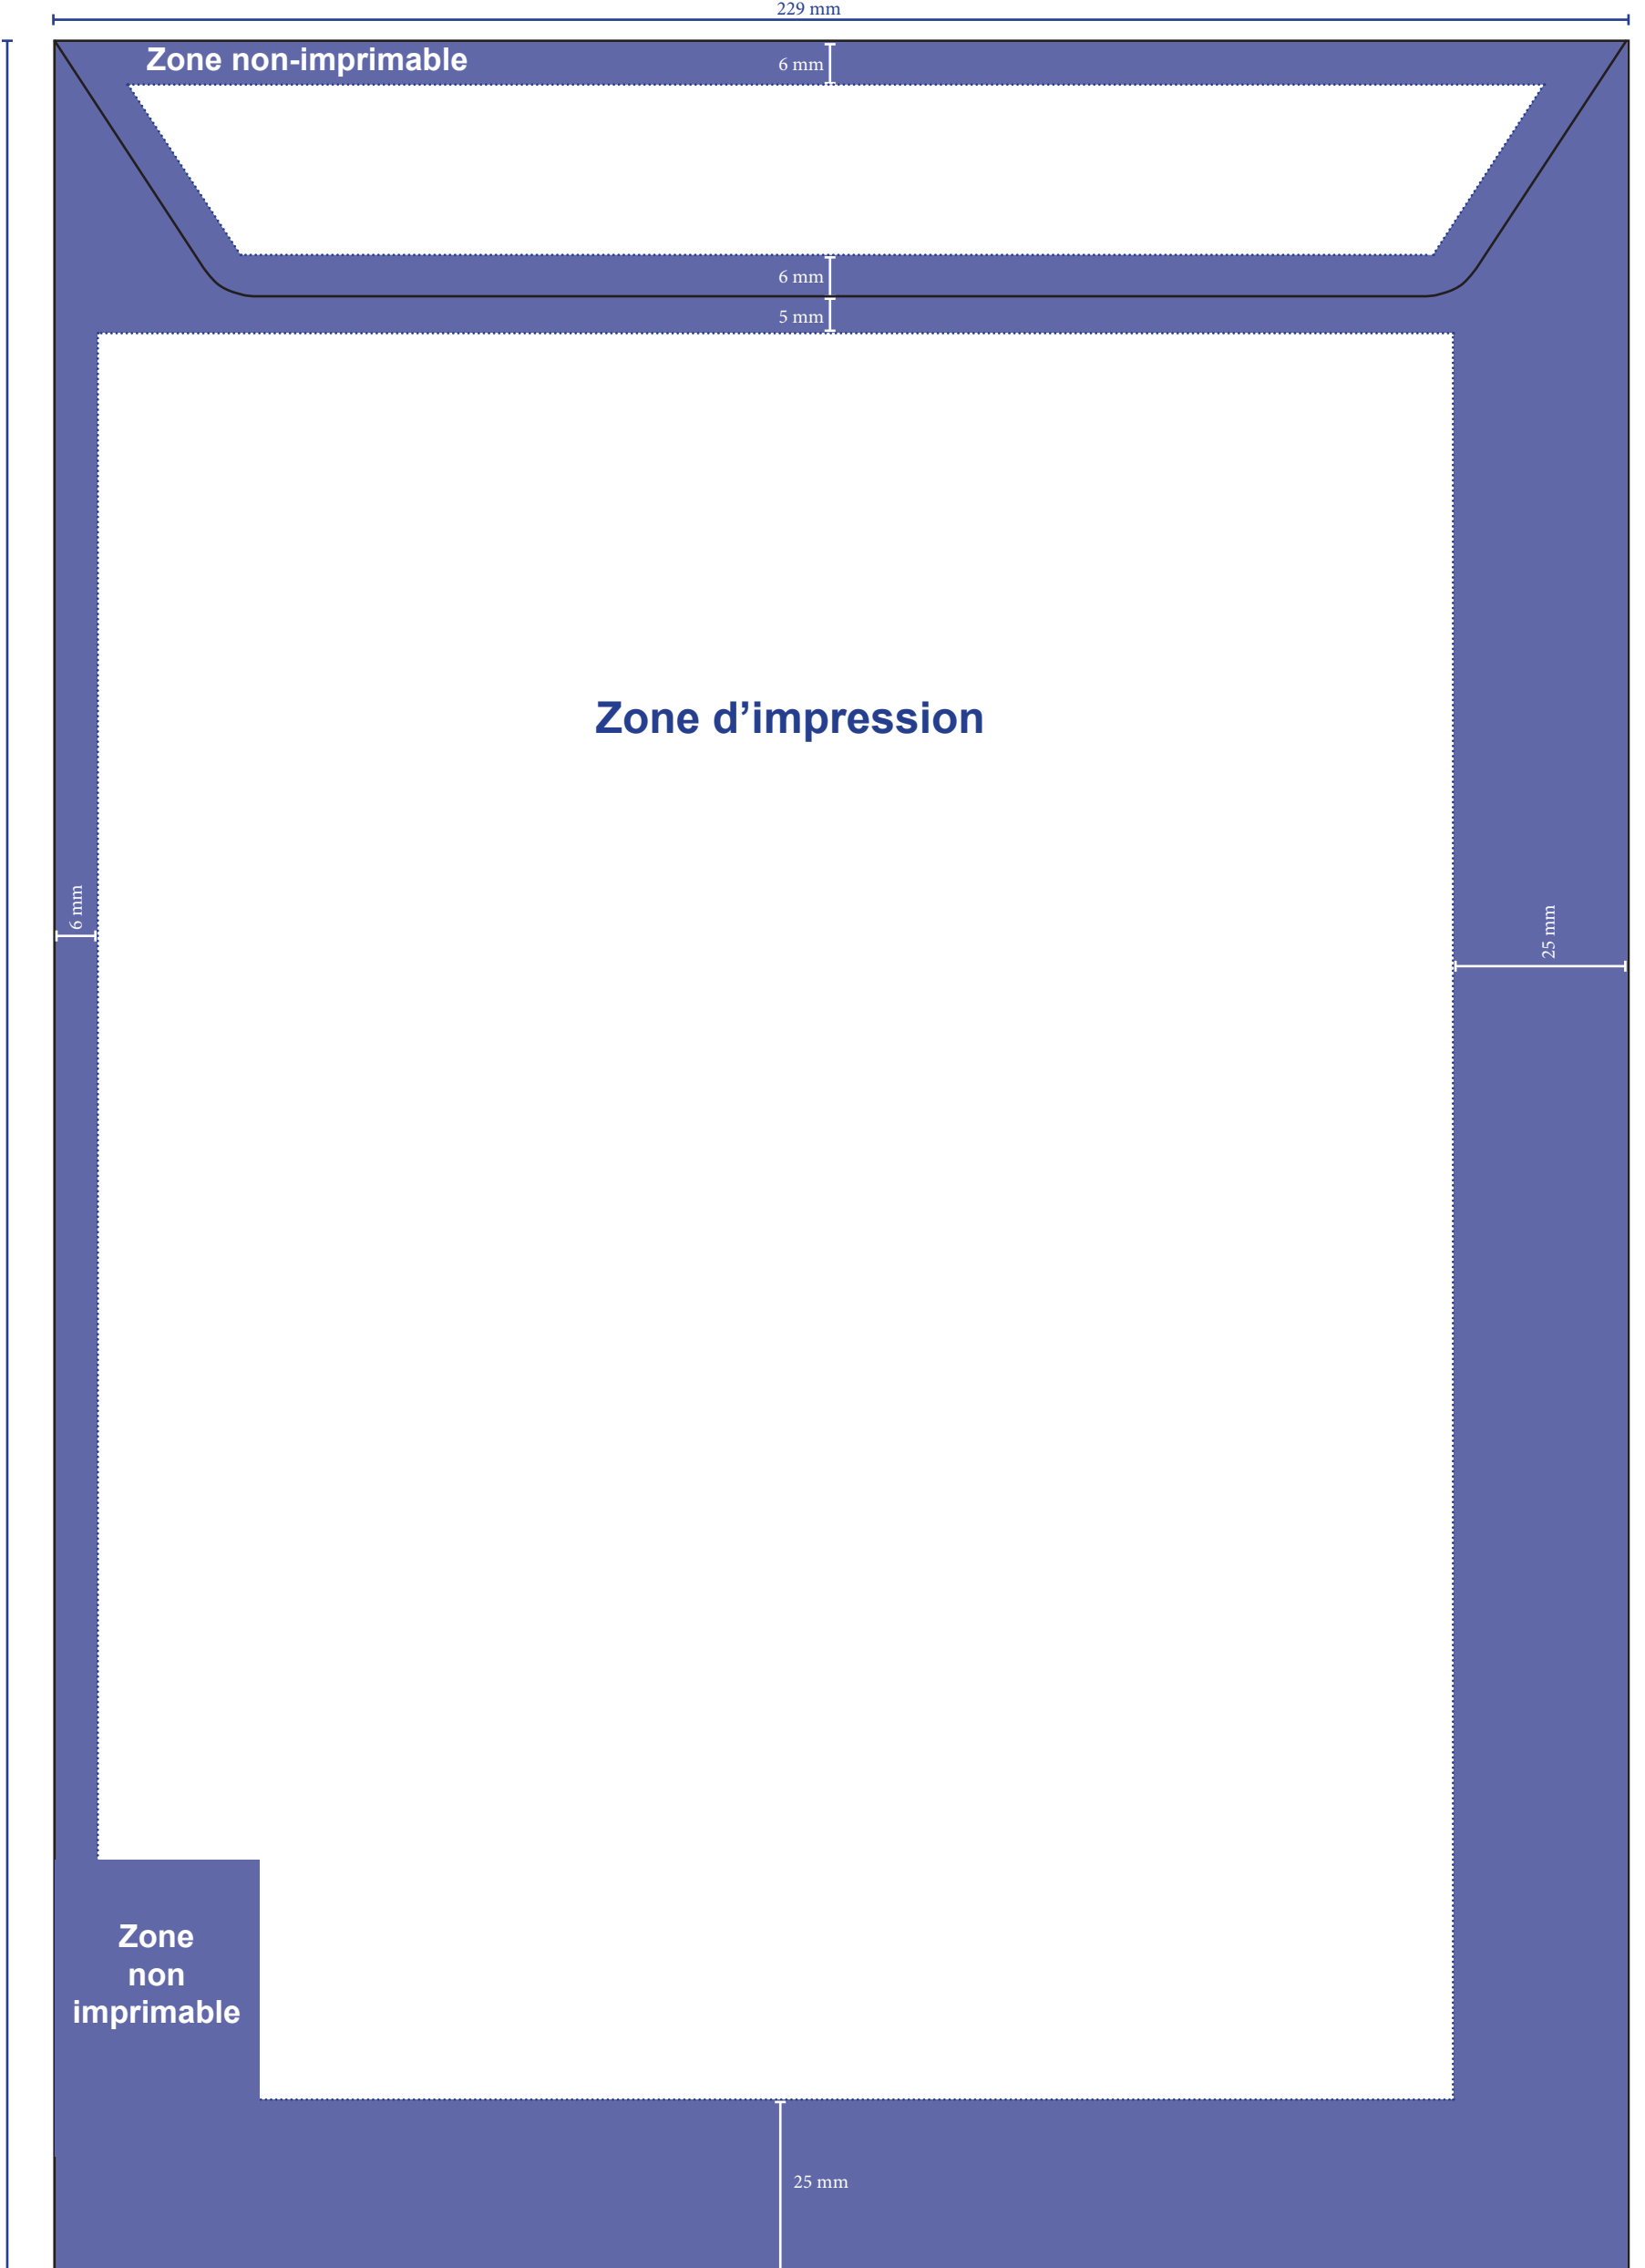 229 mm
Zone non-imprimable
6 mm
6 mm
5 mm
Zone d’impression
6 mm
25 mm
Zone
non
imprimable
25 mm